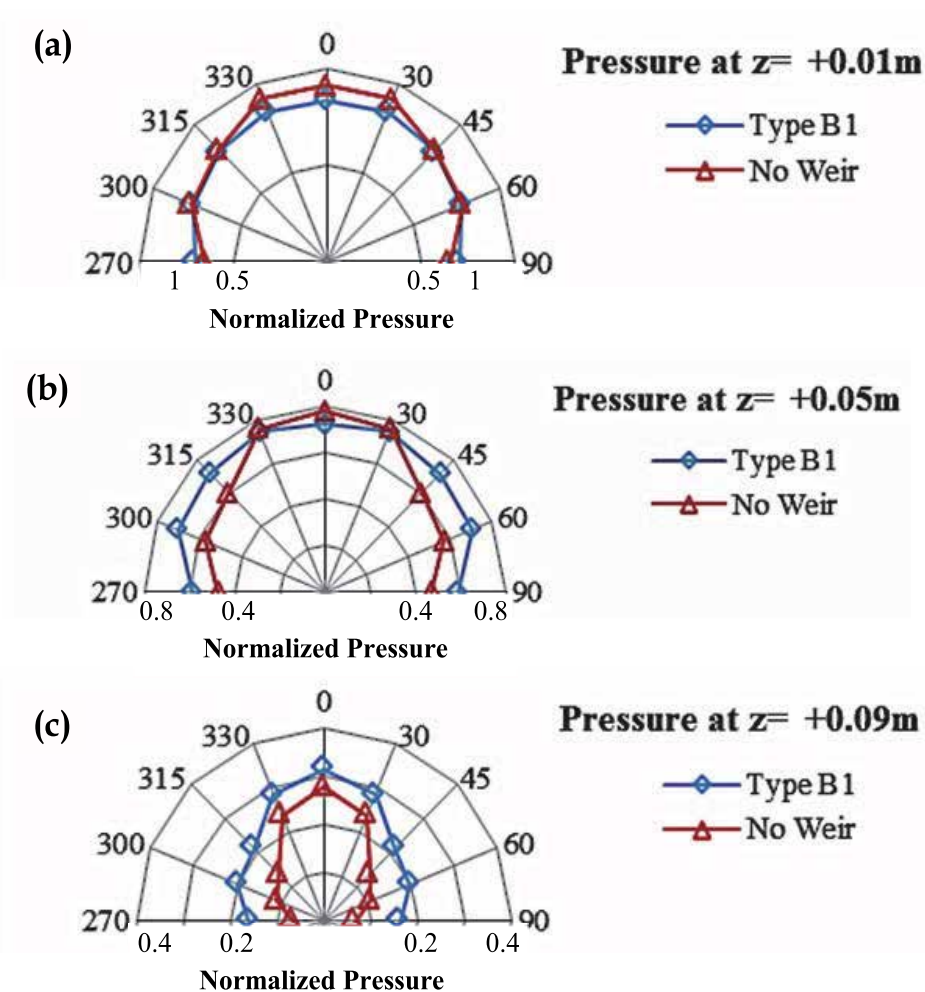 (a)
0
330
30
315
45
300
60
270
90
1 0.5 0.5 1
Normalized Pressure
Pressure at z= +0.01m
Type B1
No Weir
(b)
0
330
30
315
45
300
60
270
90
0.8 0.4 0.4 0.8
Normalized Pressure
Pressure at z= +0.05m
Type B1
No Weir
(c)
0
330
30
315
45
300
60
270
90
0.4 0.2 0.2 0.4
Normalized Pressure
Pressure at z= +0.09m
Type B1
No Weir